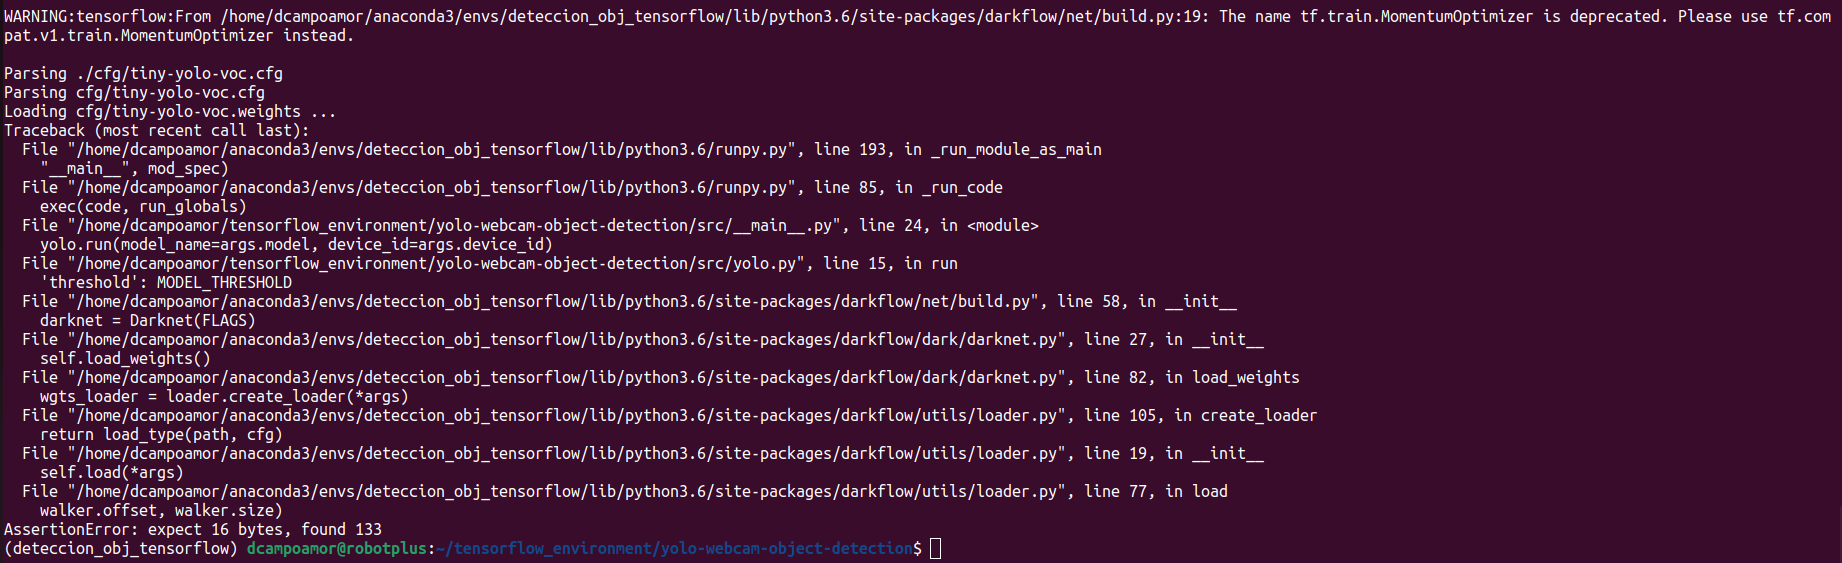 WARNING:tensorflow:From /home/dcampoamor/anaconda3/envs/deteccion_obj_tensorflow/lib/python3.6/site-packages/darkflow/net/build.py:19: The name tf.train.MomentumOptimizer is deprecated. Please use tf.com
pat.v1.train.MomentumOptimizer instead.
Parsing ./cfg/tiny-yolo-voc.cfg
Parsing cfg/tiny-yolo-voc.cfg
Loading cfg/tiny-yolo-voc.weights ...
Traceback (most recent call last):
  File "/home/dcampoamor/anaconda3/envs/deteccion_obj_tensorflow/lib/python3.6/runpy.py", line 193, in _run_module_as_main
    "__main__", mod_spec)
  File "/home/dcampoamor/anaconda3/envs/deteccion_obj_tensorflow/lib/python3.6/runpy.py", line 85, in _run_code
    exec(code, run_globals)
  File "/home/dcampoamor/tensorflow_environment/yolo-webcam-object-detection/src/__main__.py", line 24, in <module>
    yolo.run(model_name=args.model, device_id=args.device_id)
  File "/home/dcampoamor/tensorflow_environment/yolo-webcam-object-detection/src/yolo.py", line 15, in run
    'threshold': MODEL_THRESHOLD
  File "/home/dcampoamor/anaconda3/envs/deteccion_obj_tensorflow/lib/python3.6/site-packages/darkflow/net/build.py", line 58, in __init__
    darknet = Darknet(FLAGS)
  File "/home/dcampoamor/anaconda3/envs/deteccion_obj_tensorflow/lib/python3.6/site-packages/darkflow/dark/darknet.py", line 27, in __init__
    self.load_weights()
  File "/home/dcampoamor/anaconda3/envs/deteccion_obj_tensorflow/lib/python3.6/site-packages/darkflow/dark/darknet.py", line 82, in load_weights
    wgts_loader = loader.create_loader(*args)
  File "/home/dcampoamor/anaconda3/envs/deteccion_obj_tensorflow/lib/python3.6/site-packages/darkflow/utils/loader.py", line 105, in create_loader
    return load_type(path, cfg)
  File "/home/dcampoamor/anaconda3/envs/deteccion_obj_tensorflow/lib/python3.6/site-packages/darkflow/utils/loader.py", line 19, in __init__
    self.load(*args)
  File "/home/dcampoamor/anaconda3/envs/deteccion_obj_tensorflow/lib/python3.6/site-packages/darkflow/utils/loader.py", line 77, in load
    walker.offset, walker.size)
AssertionError: expect 16 bytes, found 133
(deteccion_obj_tensorflow) dcampoamor@robotplus:~/tensorflow_environment/yolo-webcam-object-detection$